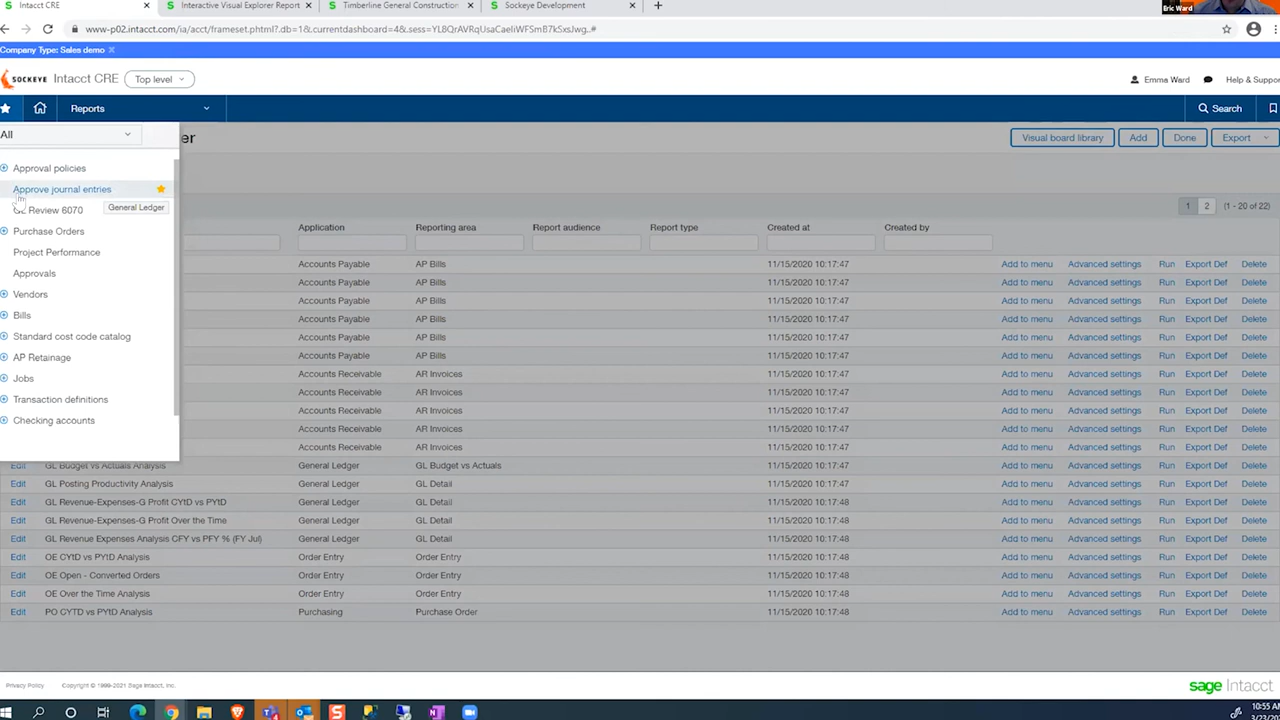 Intacct CRE
Interactive Visual Explorer Report
Timberline General Construction
Sockeye Development
Eric Ward
Company Type: Sales demo
SOCKEYE Intacct CRE Top level
Emma Ward Help & Suppor
Reports
Search
All
er
Visual board library Add Done Export
Approval policies
Approve journal entries
General Ledger
Review 6070
Purchase Orders
Project Performance
Approvals
Vendors
Bills
Standard cost code catalog
AP Retainage
Jobs
Transaction definitions
Checking accounts
1 2 (1 - 20 of 22)
Application Reporting area Report audience Report type Created at Created by
Accounts Payable AP Bills 11/15/2020 10:17:47 Add to menu Advanced settings Run Export Def Delete
Accounts Payable AP Bills 11/15/2020 10:17:47 Add to menu Advanced settings Run Export Def Delete
Accounts Payable AP Bills 11/15/2020 10:17:47 Add to menu Advanced settings Run Export Def Delete
Accounts Payable AP Bills 11/15/2020 10:17:47 Add to menu Advanced settings Run Export Def Delete
Accounts Payable AP Bills 11/15/2020 10:17:47 Add to menu Advanced settings Run Export Def Delete
Accounts Payable AP Bills 11/15/2020 10:17:47 Add to menu Advanced settings Run Export Def Delete
Accounts Receivable AR Invoices 11/15/2020 10:17:47 Add to menu Advanced settings Run Export Def Delete
Accounts Receivable AR Invoices 11/15/2020 10:17:47 Add to menu Advanced settings Run Export Def Delete
Accounts Receivable AR Invoices 11/15/2020 10:17:47 Add to menu Advanced settings Run Export Def Delete
Accounts Receivable AR Invoices 11/15/2020 10:17:47 Add to menu Advanced settings Run Export Def Delete
Accounts Receivable AR Invoices 11/15/2020 10:17:47 Add to menu Advanced settings Run Export Def Delete
Edit GL Budget vs Actuals Analysis General Ledger GL Budget vs Actuals 11/15/2020 10:17:47 Add to menu Advanced settings Run Export Def Delete
Edit GL Posting Productivity Analysis General Ledger GL Detail 11/15/2020 10:17:47 Add to menu Advanced settings Run Export Def Delete
Edit GL Revenue-Expenses-G Profit CYtD vs PYtD General Ledger GL Detail 11/15/2020 10:17:48 Add to menu Advanced settings Run Export Def Delete
Edit GL Revenue-Expenses-G Profit Over the Time General Ledger GL Detail 11/15/2020 10:17:48 Add to menu Advanced settings Run Export Def Delete
Edit GL Revenue Expenses Analysis CFY vs PFY % (FY Jul) General Ledger GL Detail 11/15/2020 10:17:48 Add to menu Advanced settings Run Export Def Delete
Edit OE CYtD vs PYtD Analysis Order Entry Order Entry 11/15/2020 10:17:48 Add to menu Advanced settings Run Export Def Delete
Edit OE Open - Converted Orders Order Entry Order Entry 11/15/2020 10:17:48 Add to menu Advanced settings Run Export Def Delete
Edit OE Over the Time Analysis Order Entry Order Entry 11/15/2020 10:17:48 Add to menu Advanced settings Run Export Def Delete
Edit PO CYTD vs PYtD Analysis Purchasing Purchase Order 11/15/2020 10:17:48 Add to menu Advanced settings Run Export Def Delete
Privacy Policy Copyright © 1999-2021 Sage Intacct, Inc. sage Intacct
10:55 AM